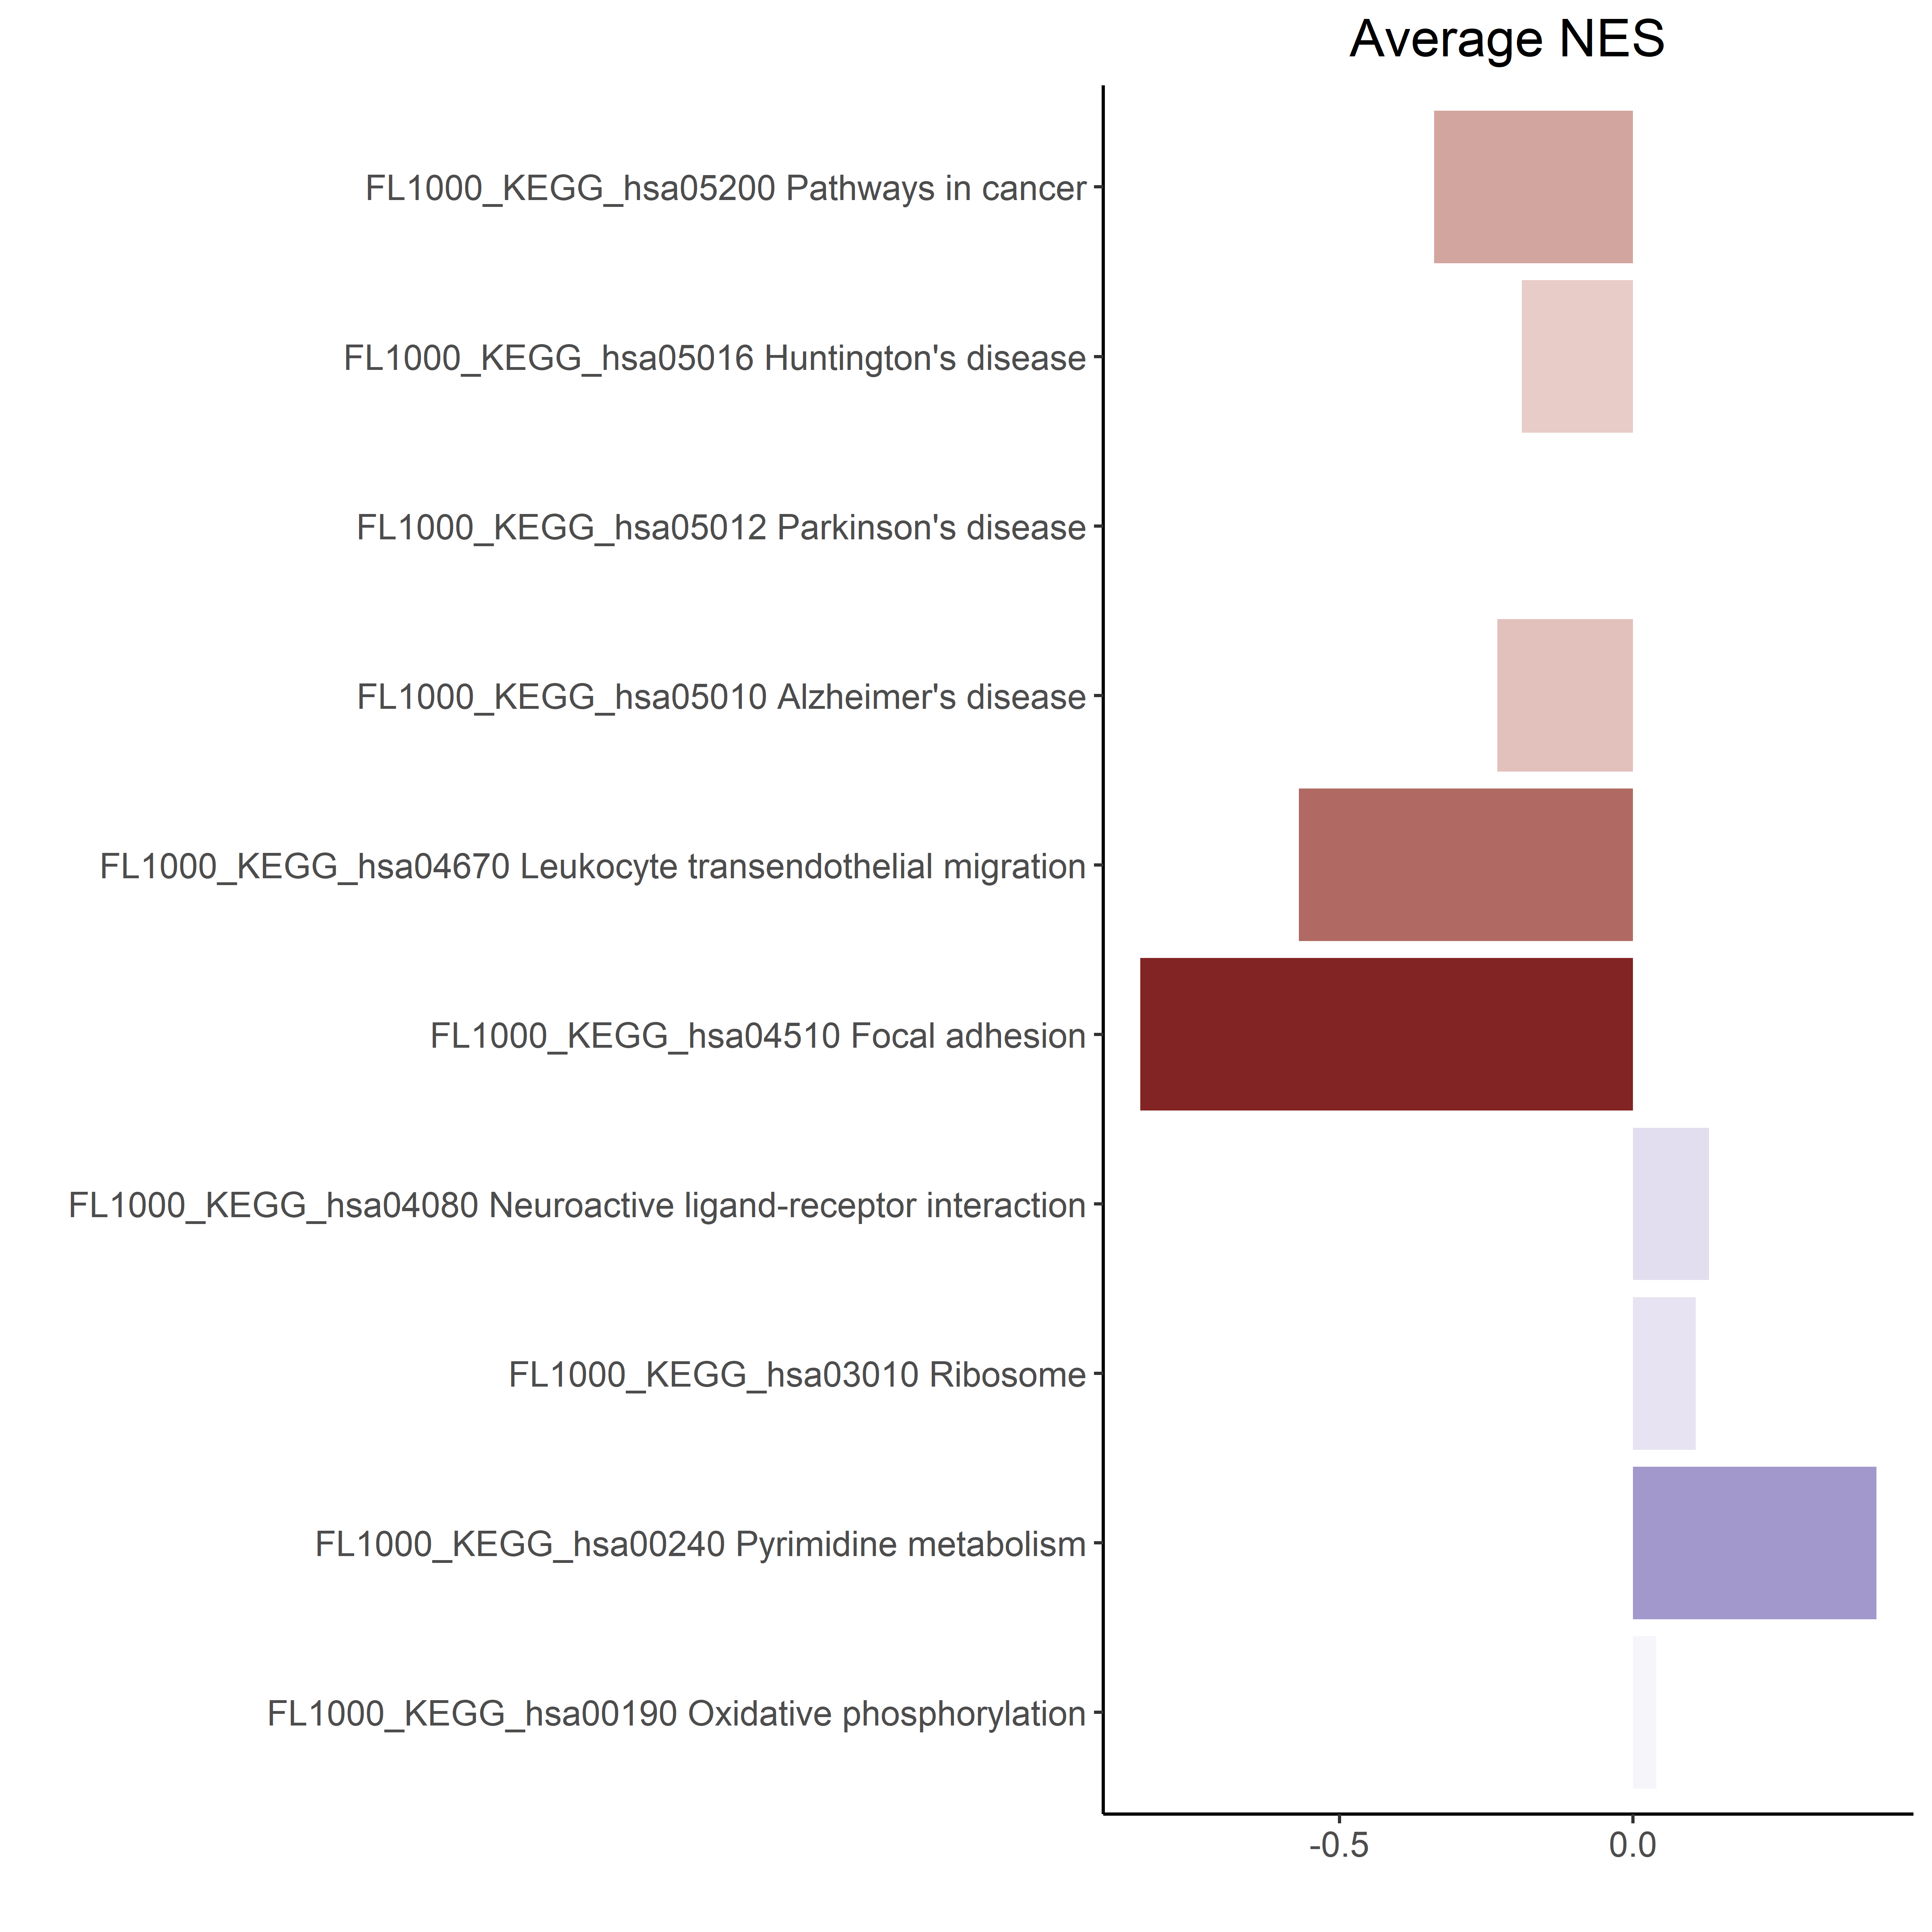 Average NES
FL1000_KEGG_hsa05200 Pathways in cancer
FL1000_KEGG_hsa05016 Huntington's disease
FL1000_KEGG_hsa05012 Parkinson's disease
FL1000_KEGG_hsa05010 Alzheimer's disease
FL1000_KEGG_hsa04670 Leukocyte transendothelial migration
FL1000_KEGG_hsa04510 Focal adhesion
FL1000_KEGG_hsa04080 Neuroactive ligand-receptor interaction
FL1000_KEGG_hsa03010 Ribosome
FL1000_KEGG_hsa00240 Pyrimidine metabolism
FL1000_KEGG_hsa00190 Oxidative phosphorylation
-0.5 0.0